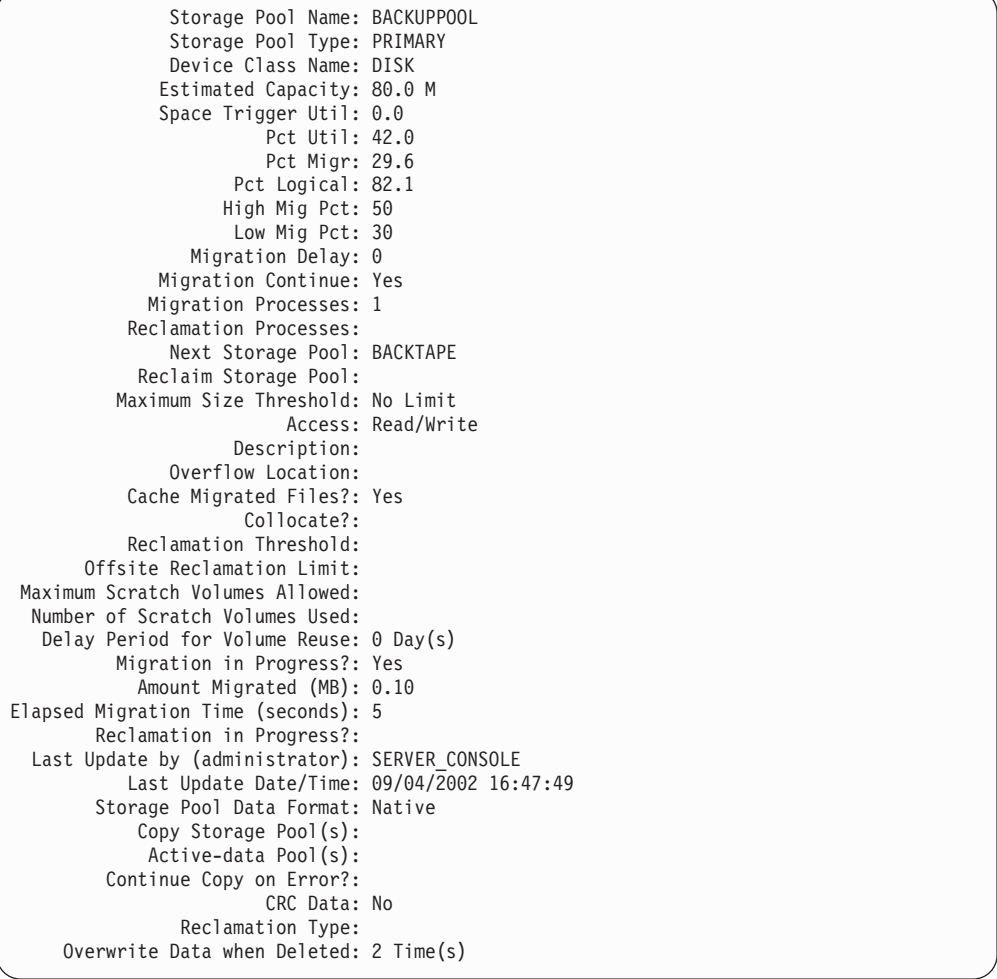 Storage Pool Name: BACKUPPOOL
Storage Pool Type: PRIMARY
Device Class Name: DISK
Estimated Capacity: 80.0 M
Space Trigger Util: 0.0
Pct Util: 42.0
Pct Migr: 29.6
Pct Logical: 82.1
High Mig Pct: 50
Low Mig Pct: 30
Migration Delay: 0
Migration Continue: Yes
Migration Processes: 1
Reclamation Processes:
Next Storage Pool: BACKTAPE
Reclaim Storage Pool:
Maximum Size Threshold: No Limit
Access: Read/Write
Description:
Overflow Location:
Cache Migrated Files?: Yes
Collocate?:
Reclamation Threshold:
Offsite Reclamation Limit:
Maximum Scratch Volumes Allowed:
Number of Scratch Volumes Used:
Delay Period for Volume Reuse: 0 Day(s)
Migration in Progress?: Yes
Amount Migrated (MB): 0.10
Elapsed Migration Time (seconds): 5
Reclamation in Progress?:
Last Update by (administrator): SERVER_CONSOLE
Last Update Date/Time: 09/04/2002 16:47:49
Storage Pool Data Format: Native
Copy Storage Pool(s):
Active-data Pool(s):
Continue Copy on Error?:
CRC Data: No
Reclamation Type:
Overwrite Data when Deleted: 2 Time(s)